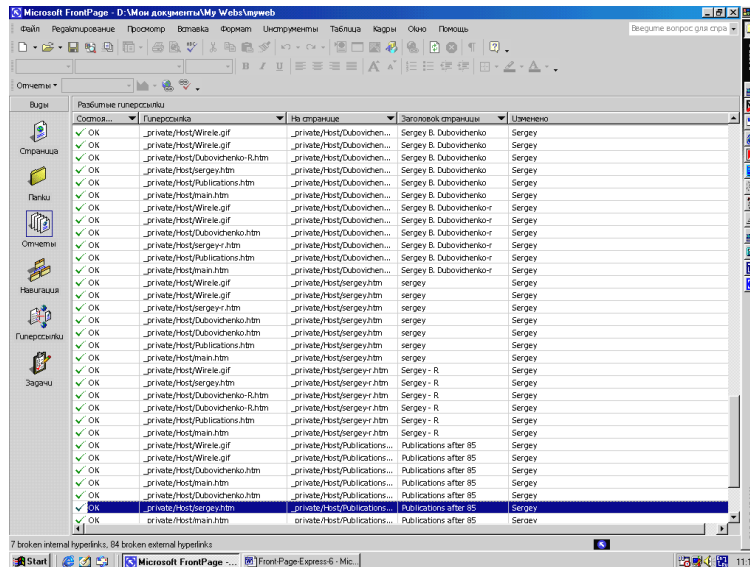 Microsoft FrontPage - D:\Мои документы\My Webs\myweb
Файл Редактирование Просмотр Вставка Формат Инструменты Таблица Кадры Окно Помощь Введите вопрос для спра
Отчеты
Виды Разбитые гиперссылки
Состоя... Гиперссылка На странице Заголовок страницы Изменено
OK _private/Host/Wirele.gif _private/Host/Dubovichen... Sergey B. Dubovichenko Sergey
OK _private/Host/Wirele.gif _private/Host/Dubovichen... Sergey B. Dubovichenko Sergey
OK _private/Host/Dubovichenko-R.htm _private/Host/Dubovichen... Sergey B. Dubovichenko Sergey
OK _private/Host/sergey.htm _private/Host/Dubovichen... Sergey B. Dubovichenko Sergey
OK _private/Host/Publications.htm _private/Host/Dubovichen... Sergey B. Dubovichenko Sergey
OK _private/Host/main.htm _private/Host/Dubovichen... Sergey B. Dubovichenko Sergey
OK _private/Host/Wirele.gif _private/Host/Dubovichen... Sergey B. Dubovichenko-r Sergey
OK _private/Host/Wirele.gif _private/Host/Dubovichen... Sergey B. Dubovichenko-r Sergey
OK _private/Host/Dubovichenko.htm _private/Host/Dubovichen... Sergey B. Dubovichenko-r Sergey
OK _private/Host/sergey-r.htm _private/Host/Dubovichen... Sergey B. Dubovichenko-r Sergey
OK _private/Host/Publications.htm _private/Host/Dubovichen... Sergey B. Dubovichenko-r Sergey
OK _private/Host/main.htm _private/Host/Dubovichen... Sergey B. Dubovichenko-r Sergey
OK _private/Host/Wirele.gif _private/Host/sergey.htm sergey Sergey
OK _private/Host/Wirele.gif _private/Host/sergey.htm sergey Sergey
OK _private/Host/sergey-r.htm _private/Host/sergey.htm sergey Sergey
OK _private/Host/Dubovichenko.htm _private/Host/sergey.htm sergey Sergey
OK _private/Host/Dubovichenko.htm _private/Host/sergey.htm sergey Sergey
OK _private/Host/Publications.htm _private/Host/sergey.htm sergey Sergey
OK _private/Host/main.htm _private/Host/sergey.htm sergey Sergey
OK _private/Host/Wirele.gif _private/Host/sergey-r.htm Sergey - R Sergey
OK _private/Host/sergey.htm _private/Host/sergey-r.htm Sergey - R Sergey
OK _private/Host/Dubovichenko-R.htm _private/Host/sergey-r.htm Sergey - R Sergey
OK _private/Host/Dubovichenko-R.htm _private/Host/sergey-r.htm Sergey - R Sergey
OK _private/Host/Publications.htm _private/Host/sergey-r.htm Sergey - R Sergey
OK _private/Host/main.htm _private/Host/sergey-r.htm Sergey - R Sergey
OK _private/Host/Wirele.gif _private/Host/Publications... Publications after 85 Sergey
OK _private/Host/Wirele.gif _private/Host/Publications... Publications after 85 Sergey
OK _private/Host/Dubovichenko.htm _private/Host/Publications... Publications after 85 Sergey
OK _private/Host/main.htm _private/Host/Publications... Publications after 85 Sergey
OK _private/Host/Dubovichenko.htm _private/Host/Publications... Publications after 85 Sergey
OK _private/Host/sergey.htm _private/Host/Publications... Publications after 85 Sergey
OK _private/Host/main.htm _private/Host/Publications... Publications after 85 Sergey
Страница
Папки
Отчеты
Навигация
Гиперссылки
Задачи
7 broken internal hyperlinks, 84 broken external hyperlinks
Start Microsoft FrontPage -... Front-Page-Express-6 - Mic...